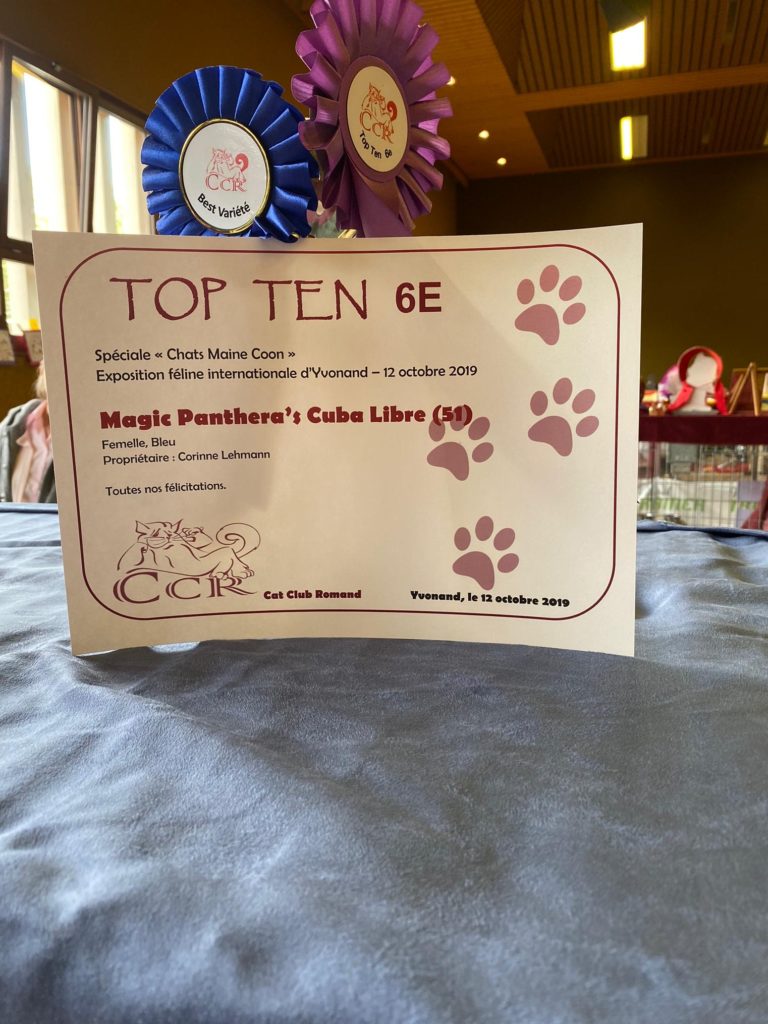 CCR
Best Variété
CCR
Top Ten 6e
TOP TEN 6E
Spéciale « Chats Maine Coon »
Exposition féline internationale d'Yvonand – 12 octobre 2019
Magic Panthera's Cuba Libre (51)
Femelle, Bleu
Propriétaire : Corinne Lehmann
Toutes nos félicitations.
CCR
Cat Club Romand
Yvonand, le 12 octobre 2019